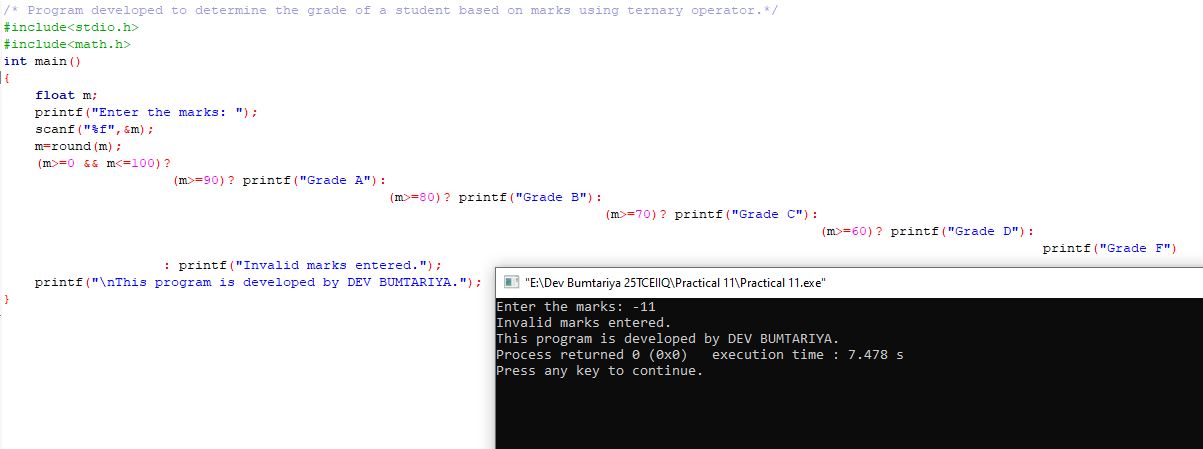 /* Program developed to determine the grade of a student based on marks using ternary operator.*/
#include<stdio.h>
#include<math.h>
int main()
{
float m;
printf("Enter the marks: ");
scanf("%f",&m);
m=round(m);
(m>=0 && m<=100)?
(m>=90)? printf("Grade A"):
(m>=80)? printf("Grade B"):
(m>=70)? printf("Grade C"):
(m>=60)? printf("Grade D"):
printf("Grade F")
: printf("Invalid marks entered.");
printf("\nThis program is developed by DEV BUMTARIYA.");
}
"E:\Dev Bumtariya 25TCEIIQ\Practical 11\Practical 11.exe"
Enter the marks: -11
Invalid marks entered.
This program is developed by DEV BUMTARIYA.
Process returned 0 (0x0)   execution time : 7.478 s
Press any key to continue.